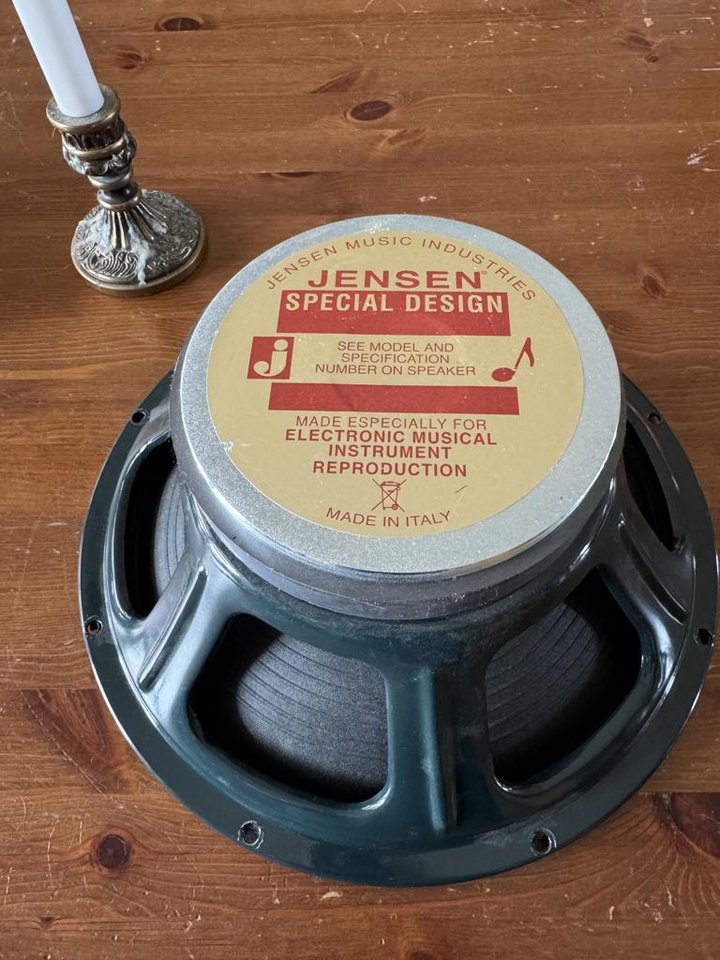 JENSEN MUSIC INDUSTRIES
JENSEN®
SPECIAL DESIGN
j
SEE MODEL AND
SPECIFICATION
NUMBER ON SPEAKER
MADE ESPECIALLY FOR
ELECTRONIC MUSICAL
INSTRUMENT
REPRODUCTION
MADE IN ITALY